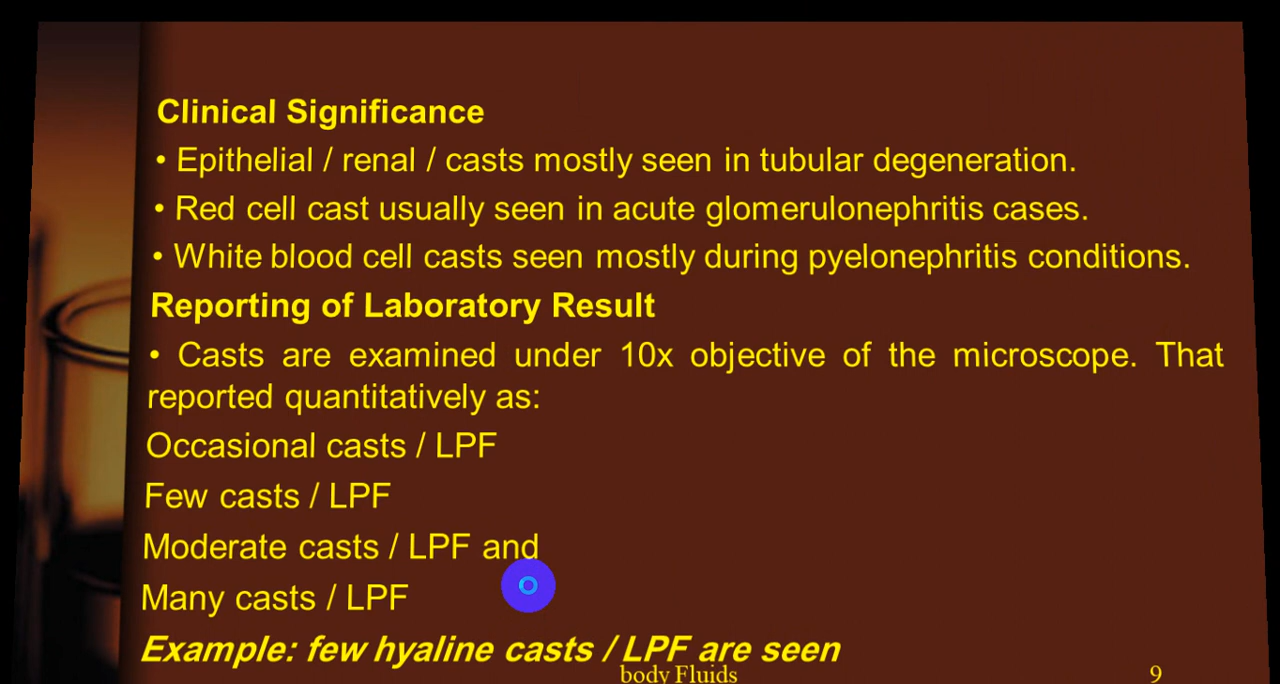 Clinical Significance
• Epithelial / renal / casts mostly seen in tubular degeneration.
• Red cell cast usually seen in acute glomerulonephritis cases.
• White blood cell casts seen mostly during pyelonephritis conditions.
Reporting of Laboratory Result
• Casts are examined under 10x objective of the microscope. That
reported quantitatively as:
Occasional casts / LPF
Few casts / LPF
Moderate casts / LPF and
Many casts / LPF
Example: few hyaline casts / LPF are seen
body Fluids 9